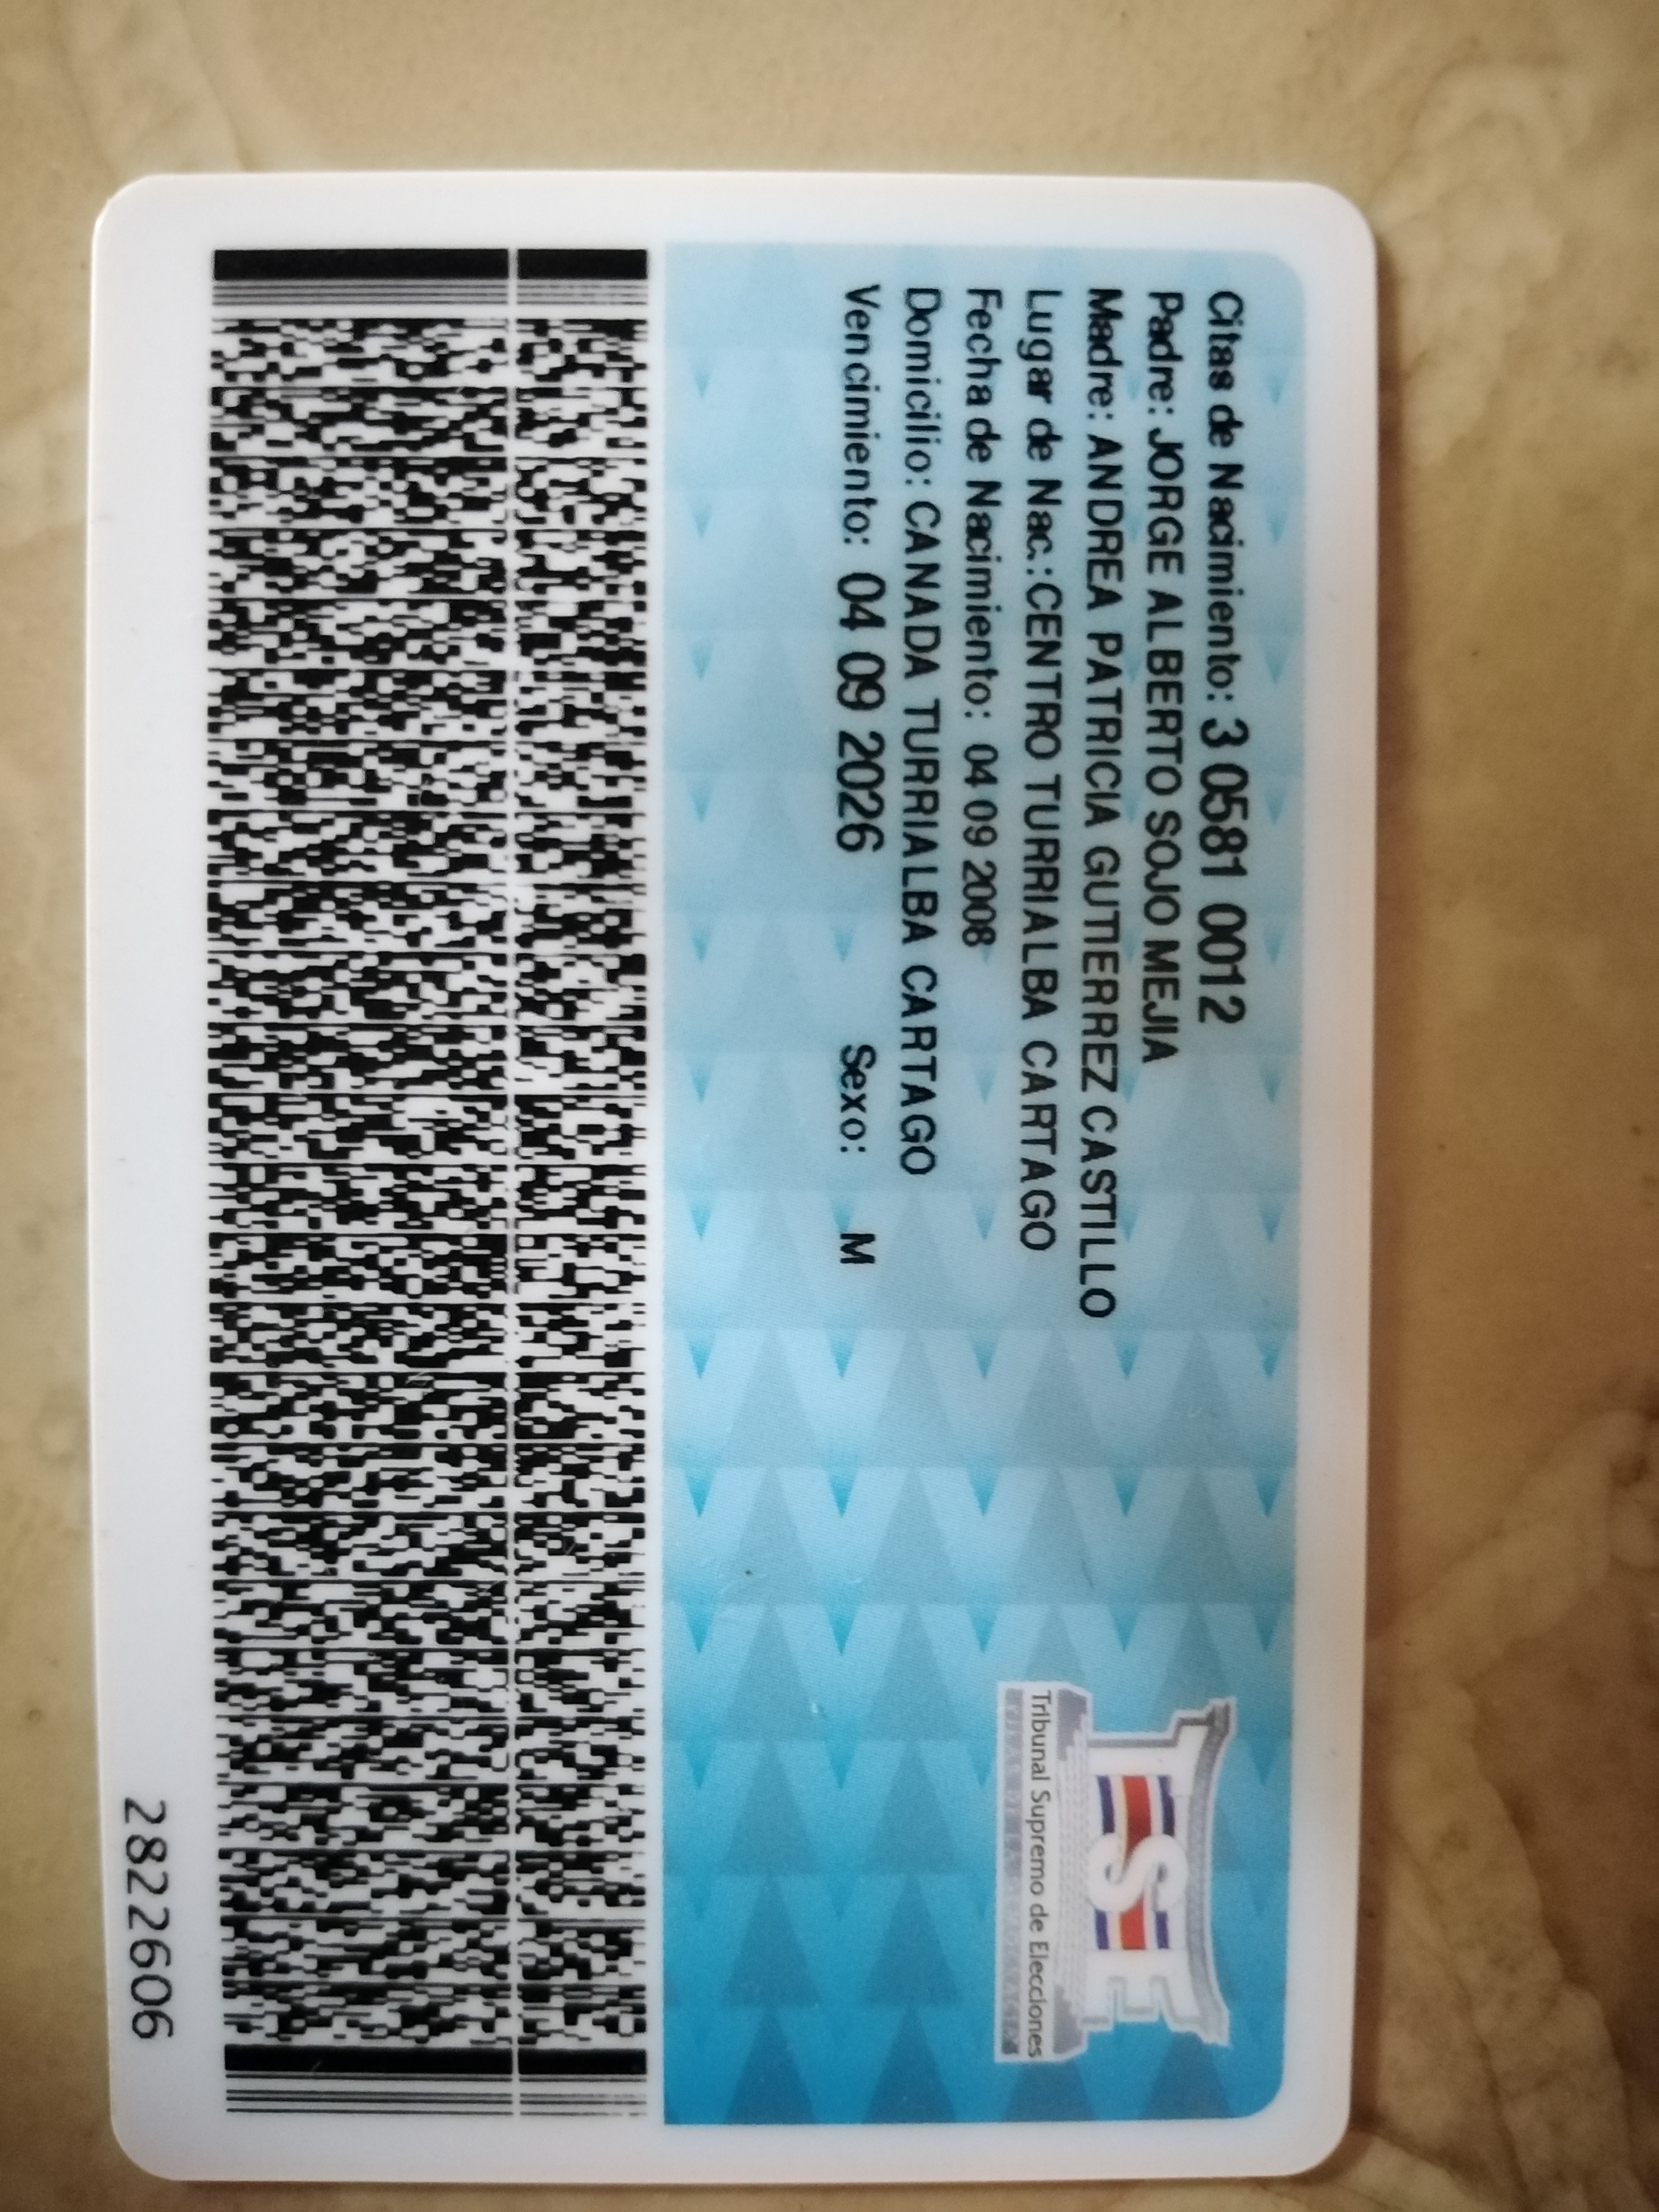 Citas de Nacimiento: 3 0581 0012
Padre: JORGE ALBERTO SOJO MEJIA
Madre: ANDREA PATRICIA GUTIERREZ CASTILLO
Lugar de Nac.: CENTRO TURRIALBA CARTAGO
Fecha de Nacimiento: 04 09 2008
Domicilio: CANADA TURRIALBA CARTAGO
Vencimiento: 04 09 2026 Sexo: M
TSE
Tribunal Supremo de Elecciones
2822606